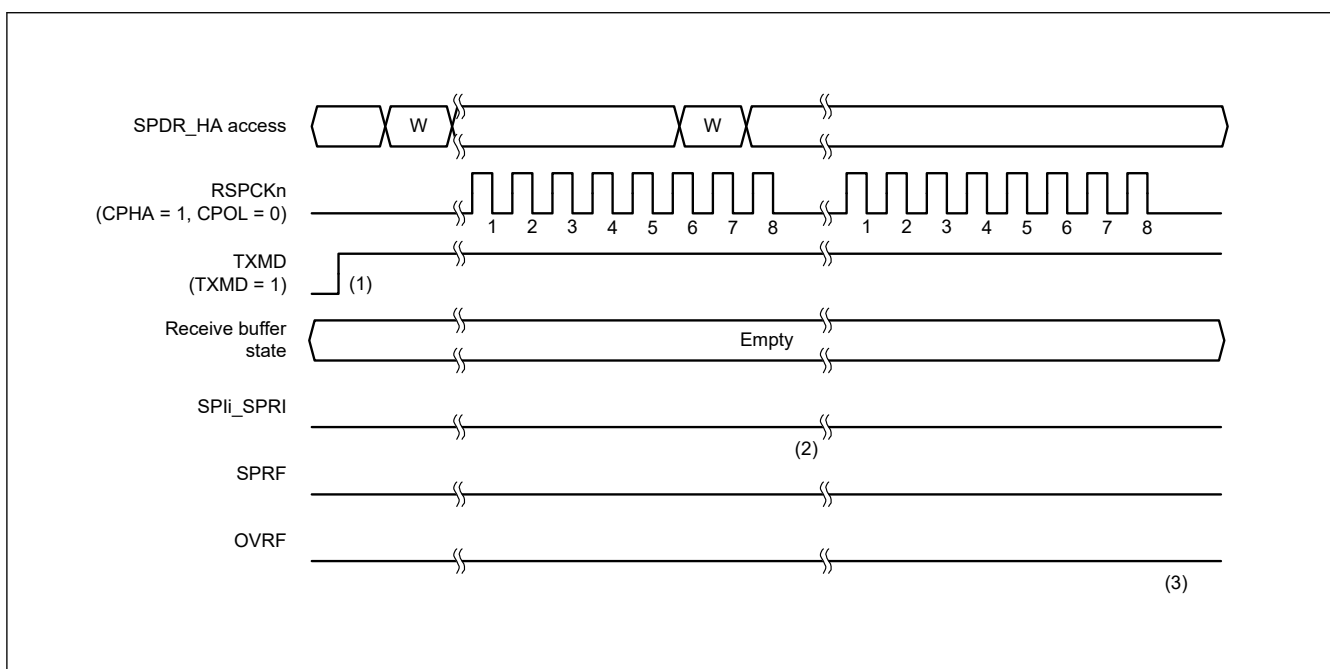 SPDR_HA access
W
W
RSPCKn
(CPHA = 1, CPOL = 0)
1 2 3 4 5 6 7 8 1 2 3 4 5 6 7 8
TXMD
(TXMD = 1)
(1)
Receive buffer
state
Empty
SPIi_SPRI
(2)
SPRF
OVRF
(3)